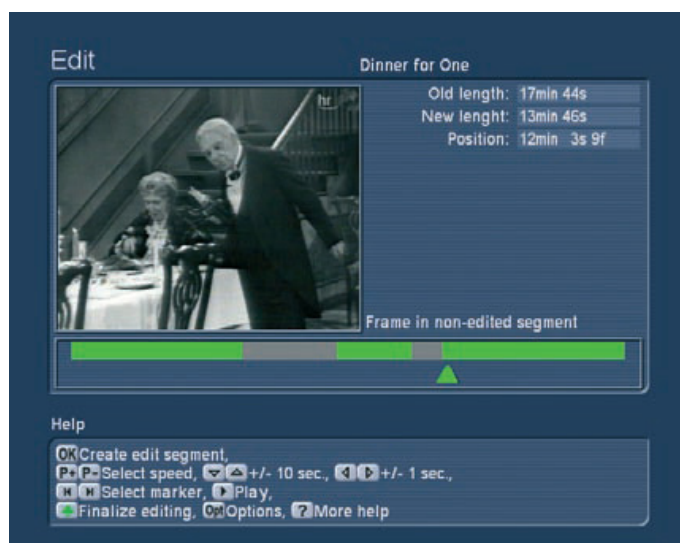 Edit
Dinner for One
hr
Old length: 17min 44s
New lenght: 13min 46s
Position: 12min 3s 9f
Frame in non-edited segment
Help
OK Create edit segment,
P+ P- Select speed, +/- 10 sec., +/- 1 sec.,
Select marker, Play,
Finalize editing, Opt Options, ? More help